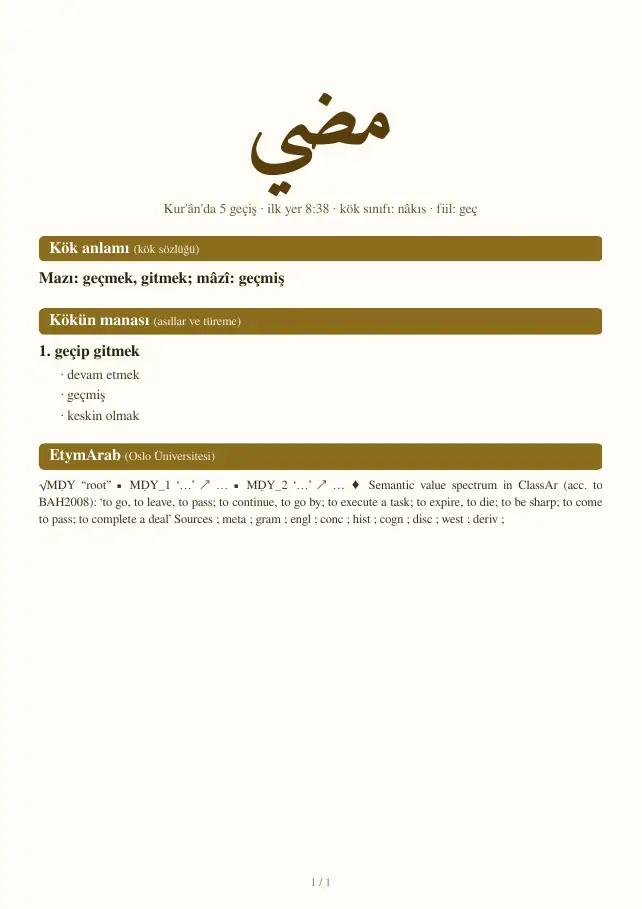 مضي
Kur'ân'da 5 geçiş · ilk yer 8:38 · kök sınıfı: nâkıs · fiil: geç
Kök anlamı (kök sözlüğü)
Mazı: geçmek, gitmek; mâzî: geçmiş
Kökün manası (asıllar ve türeme)
1. geçip gitmek
· devam etmek
· geçmiş
· keskin olmak
EtymArab (Oslo Üniversitesi)
√MḌY “root” ▪ MḌY_1 ‘…’ ↗ … ▪ MḌY_2 ‘…’ ↗ … ♦ Semantic value spectrum in ClassAr (acc. to
BAH2008): ‘to go, to leave, to pass; to continue, to go by; to execute a task; to expire, to die; to be sharp; to come
to pass; to complete a deal’ Sources ; meta ; gram ; engl ; conc ; hist ; cogn ; disc ; west ; deriv ;
1 / 1